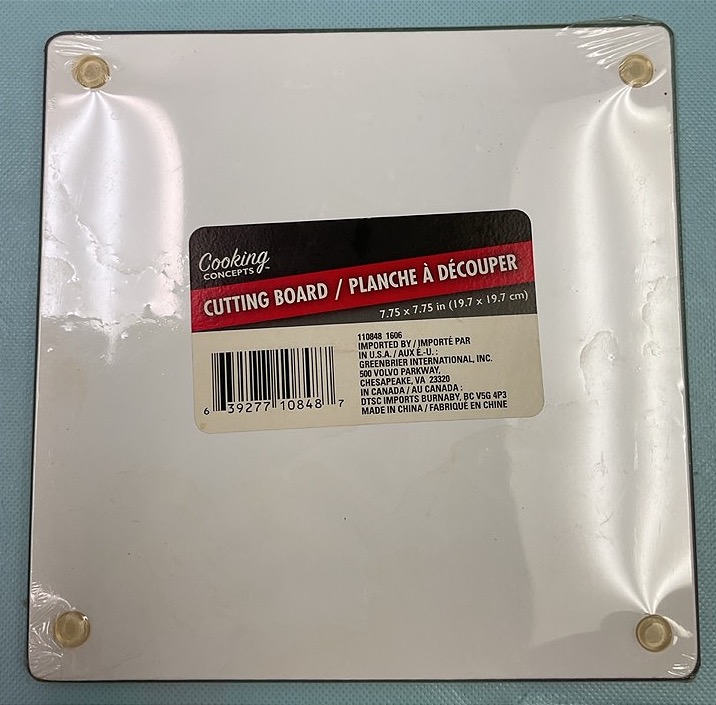 Cooking
CONCEPTS™
CUTTING BOARD / PLANCHE À DÉCOUPER
7.75 x 7.75 in (19.7 x 19.7 cm)
110848 1606
IMPORTED BY / IMPORTÉ PAR
IN U.S.A. / AUX É.-U. :
GREENBRIER INTERNATIONAL, INC.
500 VOLVO PARKWAY,
CHESAPEAKE, VA 23320
IN CANADA / AU CANADA :
DTSC IMPORTS BURNABY, BC V5G 4P3
MADE IN CHINA / FABRIQUÉ EN CHINE
6 39277 10848 7